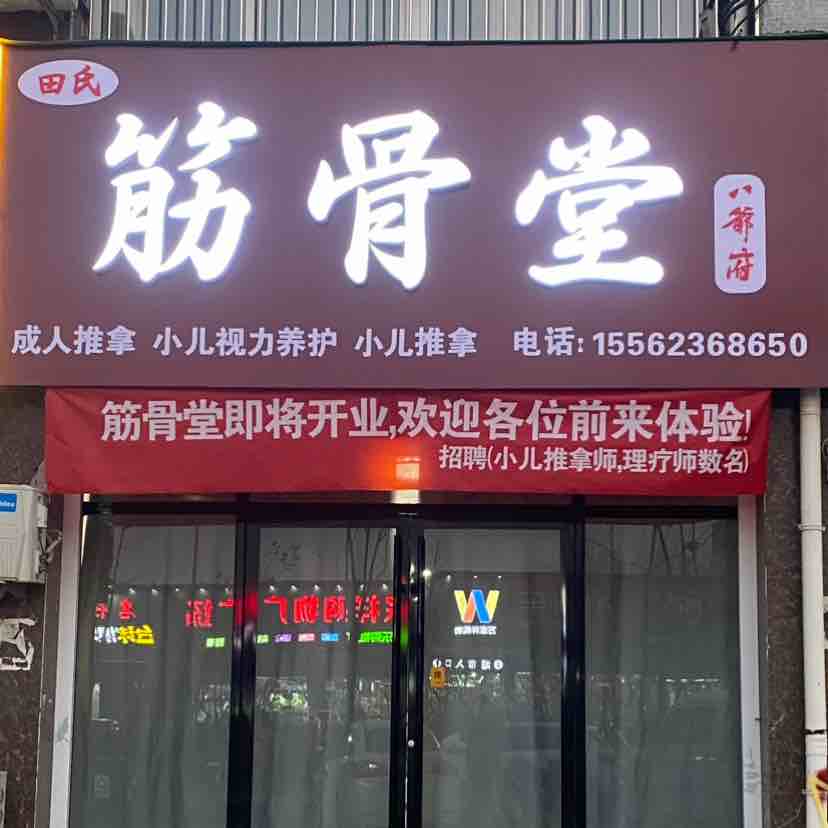 田氏
筋骨堂
八爺府
成人推拿 小儿视力养护 小儿推拿 电话:15562368650
筋骨堂即将开业,欢迎各位前来体验!
招聘(小儿推拿师,理疗师数名)